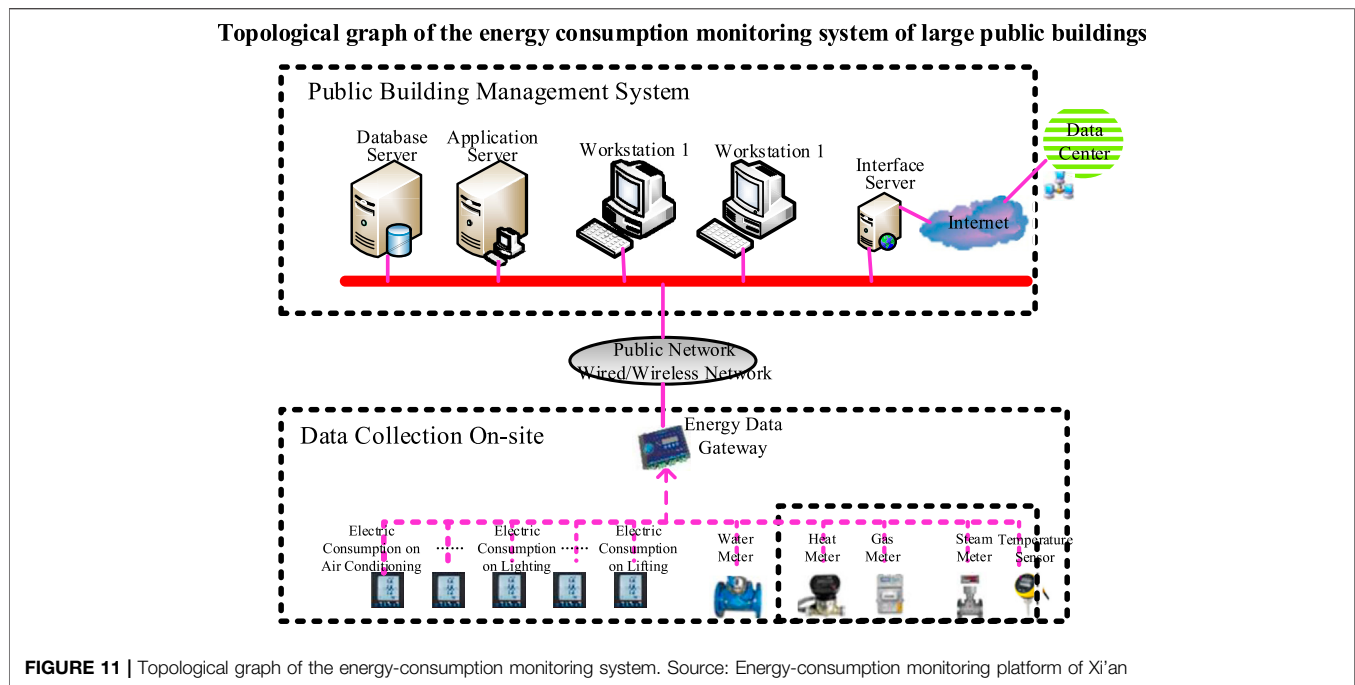 Topological graph of the energy consumption monitoring system of large public buildings
Public Building Management System
Database
Server
Application
Server
Workstation 1
Workstation 1
Interface
Server
Data
Center
Internet
Public Network
Wired/Wireless Network
Data Collection On-site
Energy Data
Gateway
Electric
Consumption on
Air Conditioning
......
Electric
Consumption
on Lighting
......
Electric
Consumption
on Lifting
Water
Meter
Heat
Meter
Gas
Meter
Steam
Meter
Temperature
Sensor
FIGURE 11 | Topological graph of the energy-consumption monitoring system. Source: Energy-consumption monitoring platform of Xi’an